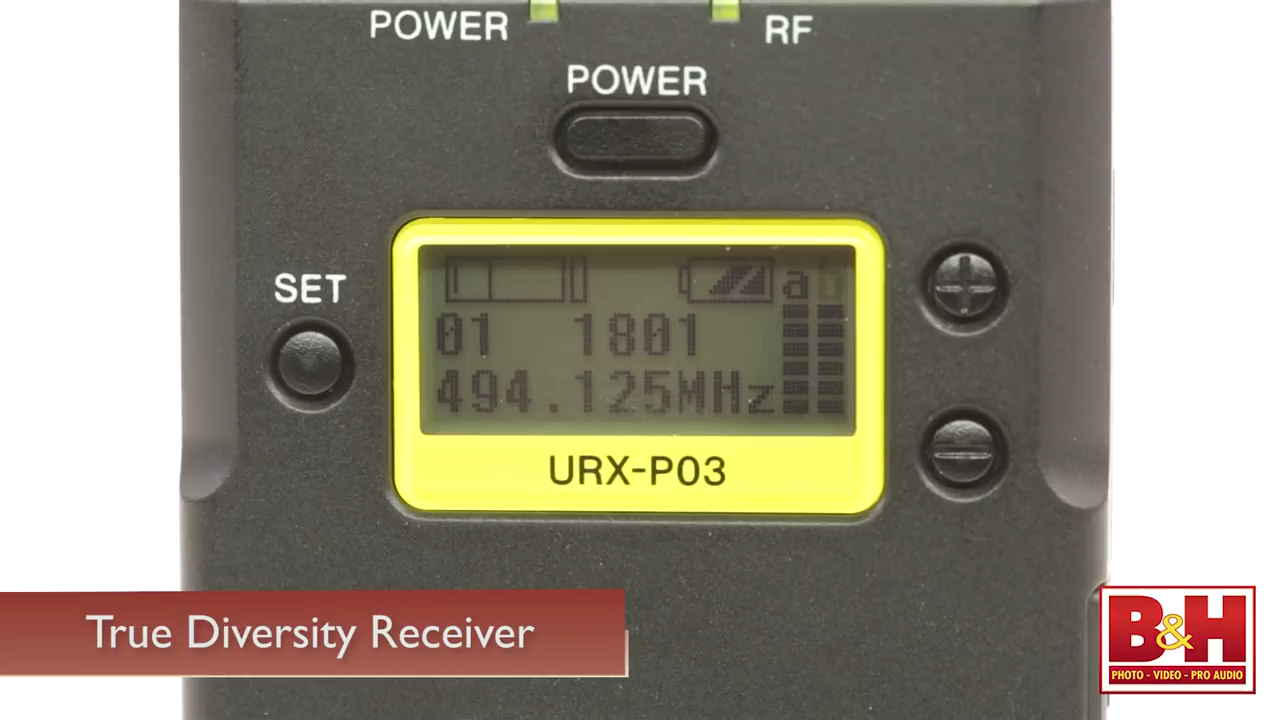 POWER RF
POWER
SET
a b
01 1801
494.125MHz
URX-P03
True Diversity Receiver
B&H
PHOTO - VIDEO - PRO AUDIO